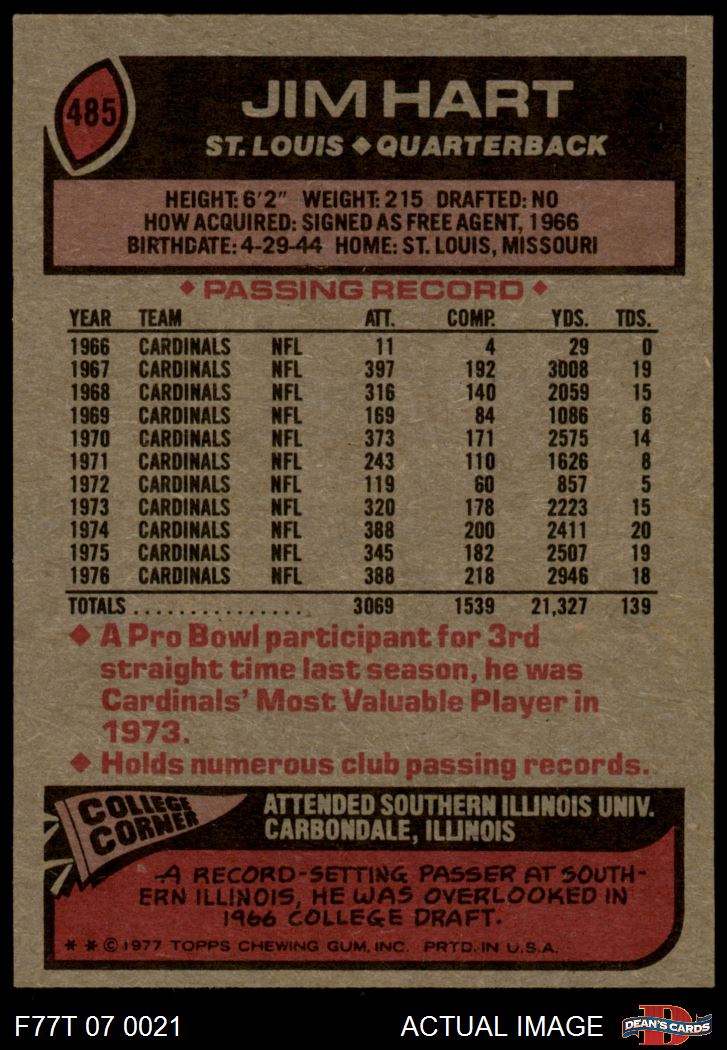 485
JIM HART
ST. LOUIS ◆ QUARTERBACK
HEIGHT: 6'2" WEIGHT: 215 DRAFTED: NO
HOW ACQUIRED: SIGNED AS FREE AGENT, 1966
BIRTHDATE: 4-29-44 HOME: ST. LOUIS, MISSOURI
◆ PASSING RECORD ◆
YEAR TEAM ATT. COMP. YDS. TDS.
1966 CARDINALS NFL 11 4 29 0
1967 CARDINALS NFL 397 192 3008 19
1968 CARDINALS NFL 316 140 2059 15
1969 CARDINALS NFL 169 84 1086 6
1970 CARDINALS NFL 373 171 2575 14
1971 CARDINALS NFL 243 110 1626 8
1972 CARDINALS NFL 119 60 857 5
1973 CARDINALS NFL 320 178 2223 15
1974 CARDINALS NFL 388 200 2411 20
1975 CARDINALS NFL 345 182 2507 19
1976 CARDINALS NFL 388 218 2946 18
TOTALS ................ 3069 1539 21,327 139
◆ A Pro Bowl participant for 3rd
straight time last season, he was
Cardinals' Most Valuable Player in
1973.
◆ Holds numerous club passing records.
COLLEGE
CORNER
ATTENDED SOUTHERN ILLINOIS UNIV.
CARBONDALE, ILLINOIS
A RECORD-SETTING PASSER AT SOUTH-
ERN ILLINOIS, HE WAS OVERLOOKED IN
1966 COLLEGE DRAFT.
* * © 1977 TOPPS CHEWING GUM, INC. PRTD. IN U.S.A.
F77T 07 0021 ACTUAL IMAGE
D
DEAN'S CARDS